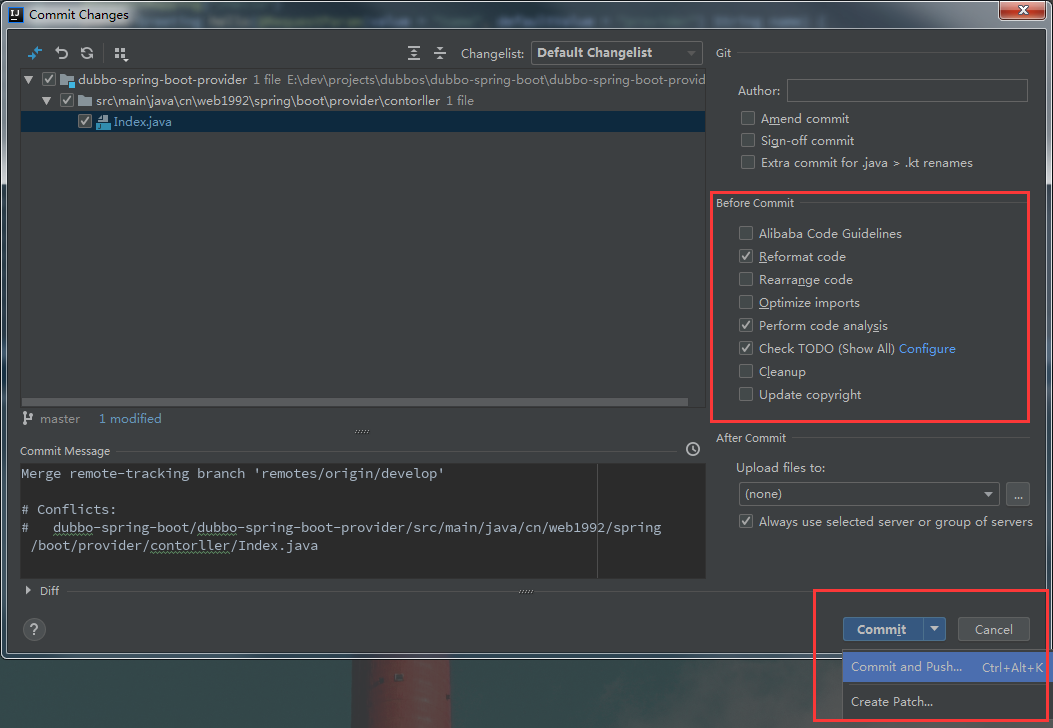 Commit Changes
Changelist: Default Changelist
dubbo-spring-boot-provider 1 file E:\dev\projects\dubbos\dubbo-spring-boot\dubbo-spring-boot-provid
src\main\java\cn\web1992\spring\boot\provider\contorller 1 file
Index.java
master 1 modified
Commit Message
Merge remote-tracking branch 'remotes/origin/develop'
# Conflicts:
# dubbo-spring-boot/dubbo-spring-boot-provider/src/main/java/cn/web1992/spring
/boot/provider/contorller/Index.java
Diff
?
Git
Author:
Amend commit
Sign-off commit
Extra commit for .java > .kt renames
Before Commit
Alibaba Code Guidelines
Reformat code
Rearrange code
Optimize imports
Perform code analysis
Check TODO (Show All) Configure
Cleanup
Update copyright
After Commit
Upload files to:
(none)
...
Always use selected server or group of servers
Commit Cancel
Commit and Push... Ctrl+Alt+K
Create Patch...